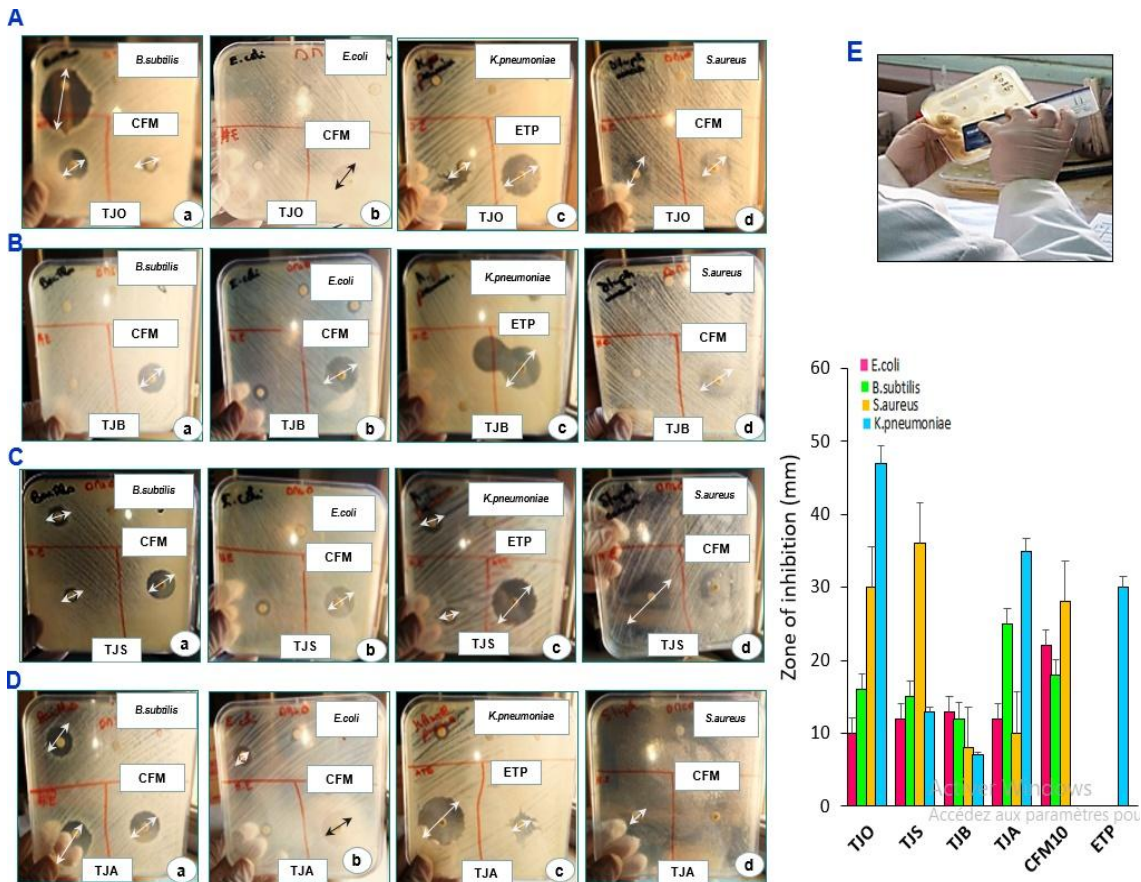 A
B.subtilis
CFM
TJO
a
E.coli
E.coli
CFM
TJO
b
K.pneumoniae
ETP
TJO
c
S.aureus
CFM
TJO
d
B
B.subtilis
CFM
TJB
a
E.coli
E.coli
CFM
TJB
b
K.pneumoniae
ETP
TJB
c
S.aureus
CFM
TJB
d
C
B.subtilis
CFM
TJS
a
E.coli
E.coli
CFM
TJS
b
K.pneumoniae
ETP
TJS
c
S.aureus
CFM
TJS
d
D
B.subtilis
CFM
TJA
a
E.coli
CFM
TJA
b
K.pneumoniae
ETP
TJA
c
S.aureus
CFM
TJA
d
E
E.coli
B.subtilis
S.aureus
K.pneumoniae
Zone of inhibition (mm)
60
50
40
30
20
10
0
TJO
TJS
TJB
TJA
CFM10
ETP
Activer Windows
Accédez aux paramètres pou